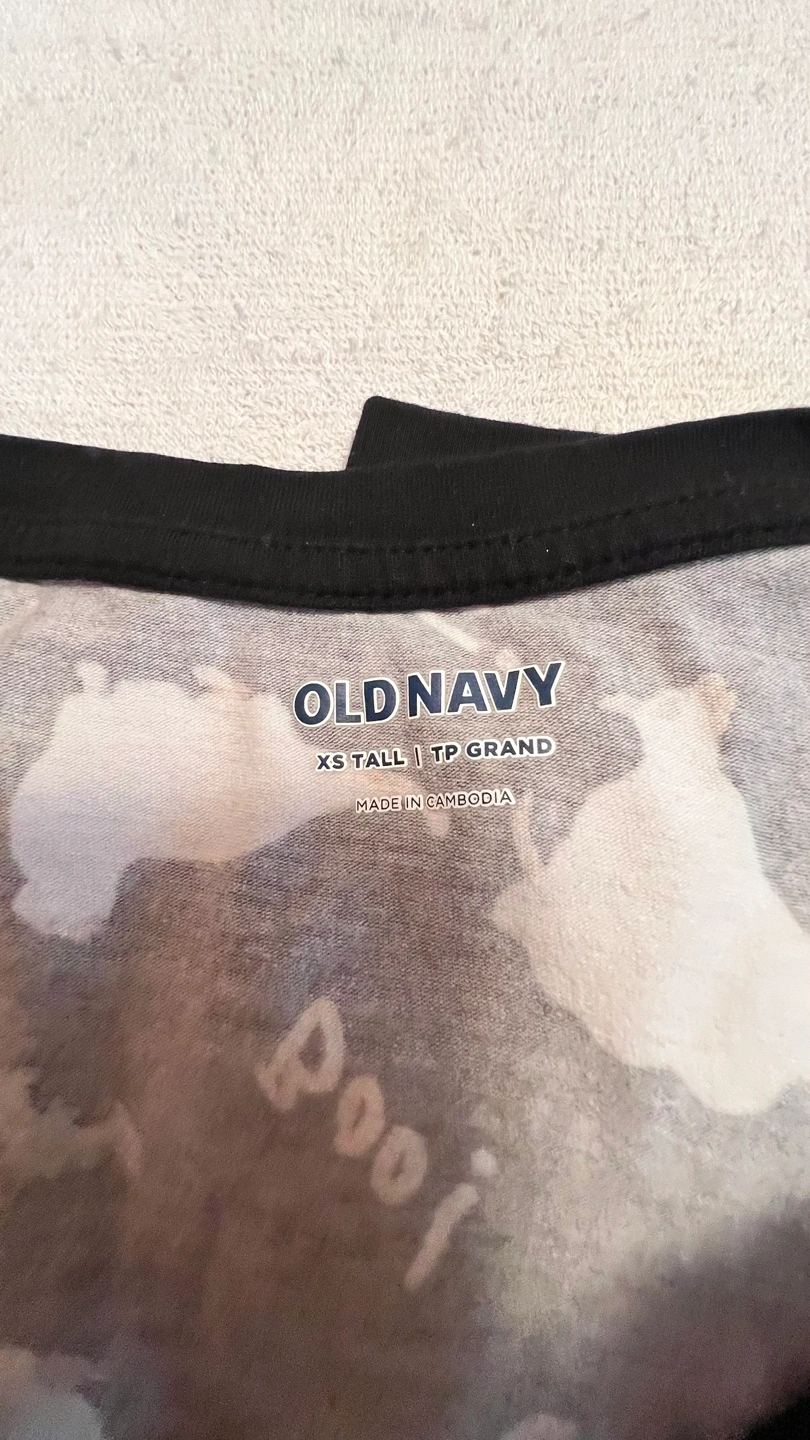 OLD NAVY
XS TALL | TP GRAND
MADE IN CAMBODIA
Boo!